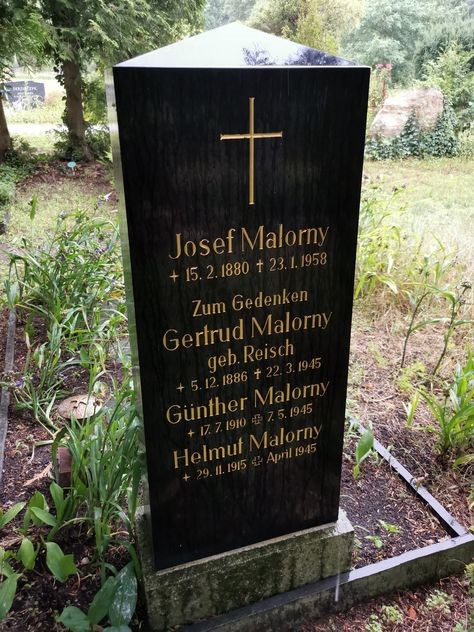 Josef Malorny
✦ 15. 2. 1880 ✝ 23. 1. 1958
Zum Gedenken
Gertrud Malorny
geb. Reisch
✦ 5. 12. 1886 ✝ 22. 3. 1945
Günther Malorny
✦ 17. 7. 1910 ✠ 7. 5. 1945
Helmut Malorny
✦ 29. 11. 1915 ✠ April 1945